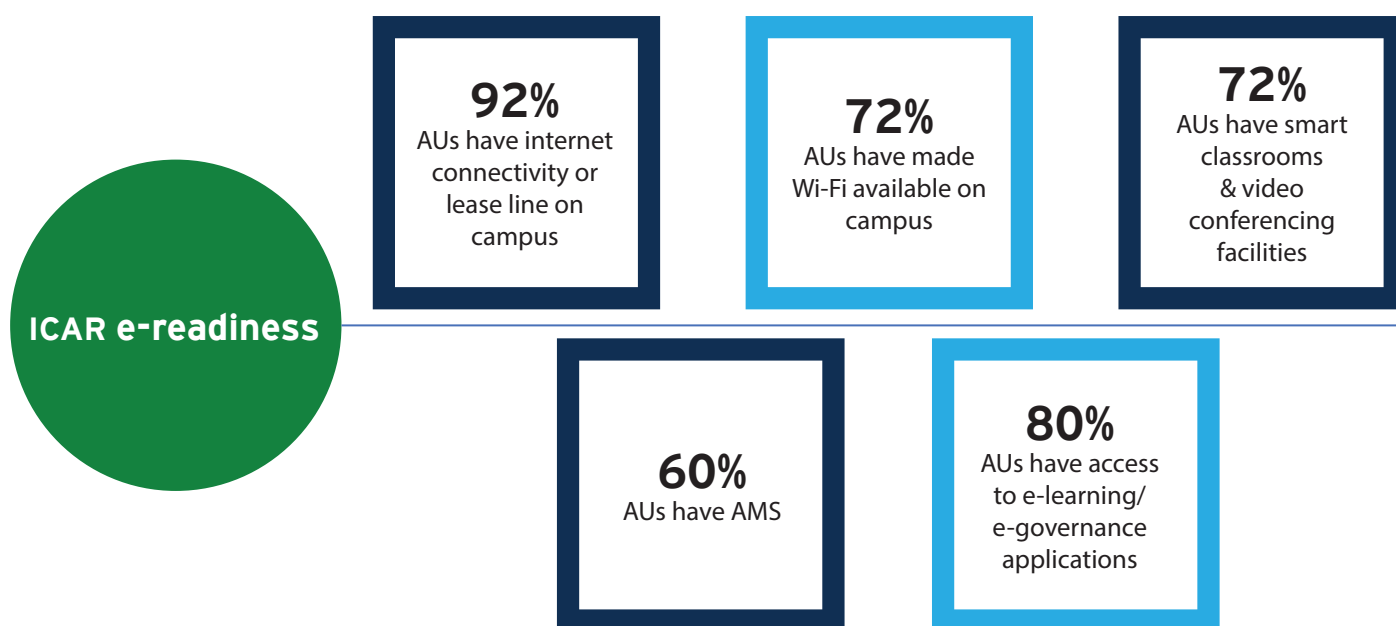 ICAR e-readiness
92%
AUs have internet
connectivity or
lease line on
campus
72%
AUs have made
Wi-Fi available on
campus
72%
AUs have smart
classrooms
& video
conferencing
facilities
60%
AUs have AMS
80%
AUs have access
to e-learning/
e-governance
applications